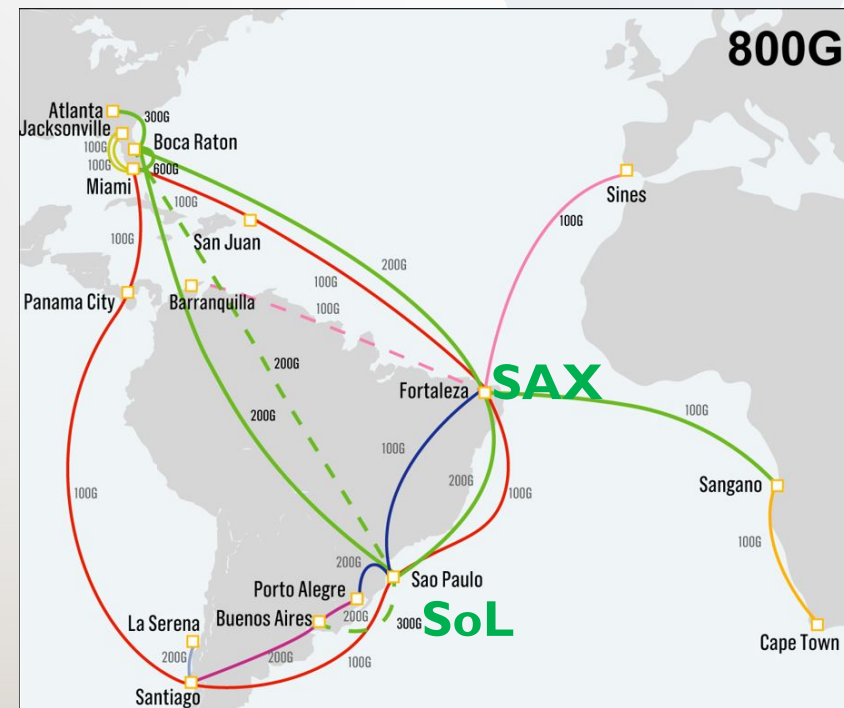 800G
Atlanta
300G
Jacksonville
100G
Boca Raton
100G
600G
Miami
100G
Sines
100G
San Juan
100G
200G
100G
Panama City
Barranquilla
100G
200G
Fortaleza
SAX
200G
100G
100G
200G
Sangano
100G
100G
100G
200G
Sao Paulo
Porto Alegre
La Serena
Buenos Aires
200G
300G
SoL
Cape Town
200G
200G
100G
Santiago